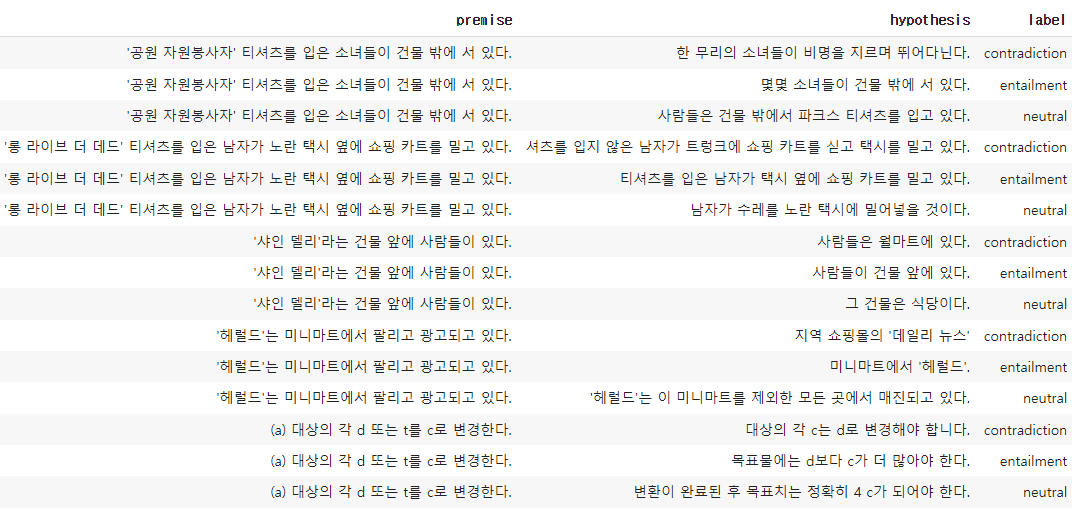 premise hypothesis label
'공원 자원봉사자' 티셔츠를 입은 소녀들이 건물 밖에 서 있다. 한 무리의 소녀들이 비명을 지르며 뛰어다닌다. contradiction
'공원 자원봉사자' 티셔츠를 입은 소녀들이 건물 밖에 서 있다. 몇몇 소녀들이 건물 밖에 서 있다. entailment
'공원 자원봉사자' 티셔츠를 입은 소녀들이 건물 밖에 서 있다. 사람들은 건물 밖에서 파크스 티셔츠를 입고 있다. neutral
'롱 라이브 더 데드' 티셔츠를 입은 남자가 노란 택시 옆에 쇼핑 카트를 밀고 있다. 셔츠를 입지 않은 남자가 트렁크에 쇼핑 카트를 싣고 택시를 밀고 있다. contradiction
'롱 라이브 더 데드' 티셔츠를 입은 남자가 노란 택시 옆에 쇼핑 카트를 밀고 있다. 티셔츠를 입은 남자가 택시 옆에 쇼핑 카트를 밀고 있다. entailment
'롱 라이브 더 데드' 티셔츠를 입은 남자가 노란 택시 옆에 쇼핑 카트를 밀고 있다. 남자가 수레를 노란 택시에 밀어넣을 것이다. neutral
'샤인 델리'라는 건물 앞에 사람들이 있다. 사람들은 월마트에 있다. contradiction
'샤인 델리'라는 건물 앞에 사람들이 있다. 사람들이 건물 앞에 있다. entailment
'샤인 델리'라는 건물 앞에 사람들이 있다. 그 건물은 식당이다. neutral
'헤럴드'는 미니마트에서 팔리고 광고되고 있다. 지역 쇼핑몰의 '데일리 뉴스' contradiction
'헤럴드'는 미니마트에서 팔리고 광고되고 있다. 미니마트에서 '헤럴드'. entailment
'헤럴드'는 미니마트에서 팔리고 광고되고 있다. '헤럴드'는 이 미니마트를 제외한 모든 곳에서 매진되고 있다. neutral
(a) 대상의 각 d 또는 t를 c로 변경한다. 대상의 각 c는 d로 변경해야 합니다. contradiction
(a) 대상의 각 d 또는 t를 c로 변경한다. 목표물에는 d보다 c가 더 많아야 한다. entailment
(a) 대상의 각 d 또는 t를 c로 변경한다. 변환이 완료된 후 목표치는 정확히 4 c가 되어야 한다. neutral